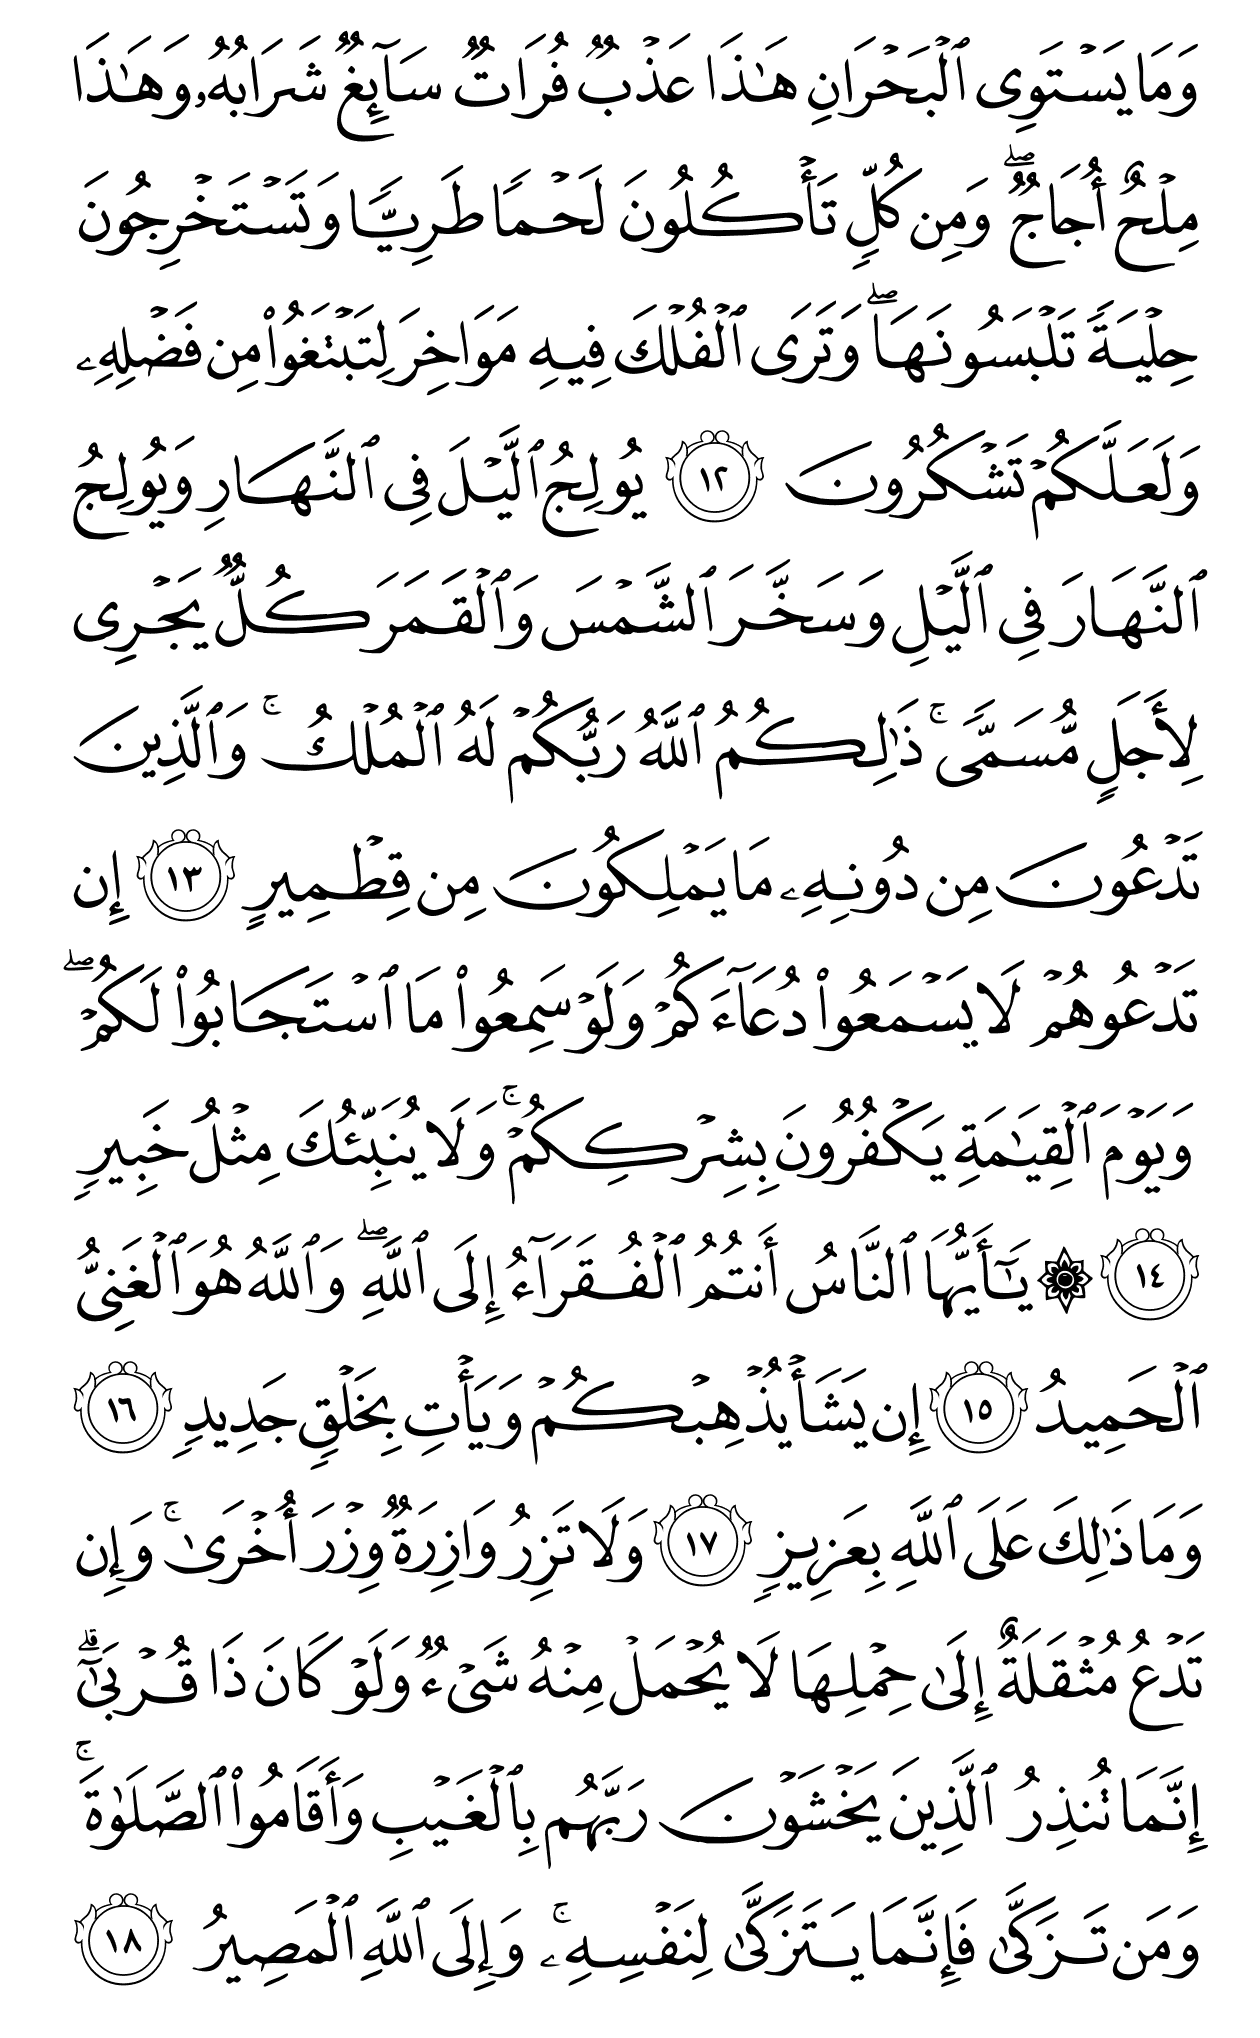 وَمَا يَسۡتَوِي ٱلۡبَحۡرَانِ هَٰذَا عَذۡبٞ فُرَاتٞ سَآئِغٞ شَرَابُهُۥ وَهَٰذَا
مِلۡحٌ أُجَاجٞۖ وَمِن كُلّٖ تَأۡكُلُونَ لَحۡمٗا طَرِيّٗا وَتَسۡتَخۡرِجُونَ
حِلۡيَةٗ تَلۡبَسُونَهَاۖ وَتَرَى ٱلۡفُلۡكَ فِيهِ مَوَاخِرَ لِتَبۡتَغُواْ مِن فَضۡلِهِۦ
وَلَعَلَّكُمۡ تَشۡكُرُونَ ١٢ يُولِجُ ٱلَّيۡلَ فِي ٱلنَّهَارِ وَيُولِجُ
ٱلنَّهَارَ فِي ٱلَّيۡلِ وَسَخَّرَ ٱلشَّمۡسَ وَٱلۡقَمَرَ كُلّٞ يَجۡرِي
لِأَجَلٖ مُّسَمّٗىۚ ذَٰلِكُمُ ٱللَّهُ رَبُّكُمۡ لَهُ ٱلۡمُلۡكُۚ وَٱلَّذِينَ
تَدۡعُونَ مِن دُونِهِۦ مَا يَمۡلِكُونَ مِن قِطۡمِيرٍ ١٣ إِن
تَدۡعُوهُمۡ لَا يَسۡمَعُواْ دُعَآءَكُمۡ وَلَوۡ سَمِعُواْ مَا ٱسۡتَجَابُواْ لَكُمۡۖ
وَيَوۡمَ ٱلۡقِيَٰمَةِ يَكۡفُرُونَ بِشِرۡكِكُمۡۚ وَلَا يُنَبِّئُكَ مِثۡلُ خَبِيرٖ
١٤ ۞ يَٰٓأَيُّهَا ٱلنَّاسُ أَنتُمُ ٱلۡفُقَرَآءُ إِلَى ٱللَّهِۖ وَٱللَّهُ هُوَ ٱلۡغَنِيُّ
ٱلۡحَمِيدُ ١٥ إِن يَشَأۡ يُذۡهِبۡكُمۡ وَيَأۡتِ بِخَلۡقٖ جَدِيدٖ ١٦
وَمَا ذَٰلِكَ عَلَى ٱللَّهِ بِعَزِيزٖ ١٧ وَلَا تَزِرُ وَازِرَةٞ وِزۡرَ أُخۡرَىٰۚ وَإِن
تَدۡعُ مُثۡقَلَةٌ إِلَىٰ حِمۡلِهَا لَا يُحۡمَلۡ مِنۡهُ شَيۡءٞ وَلَوۡ كَانَ ذَا قُرۡبَىٰٓۗ
إِنَّمَا تُنذِرُ ٱلَّذِينَ يَخۡشَوۡنَ رَبَّهُم بِٱلۡغَيۡبِ وَأَقَامُواْ ٱلصَّلَوٰةَۚ
وَمَن تَزَكَّىٰ فَإِنَّمَا يَتَزَكَّىٰ لِنَفۡسِهِۦۚ وَإِلَى ٱللَّهِ ٱلۡمَصِيرُ ١٨